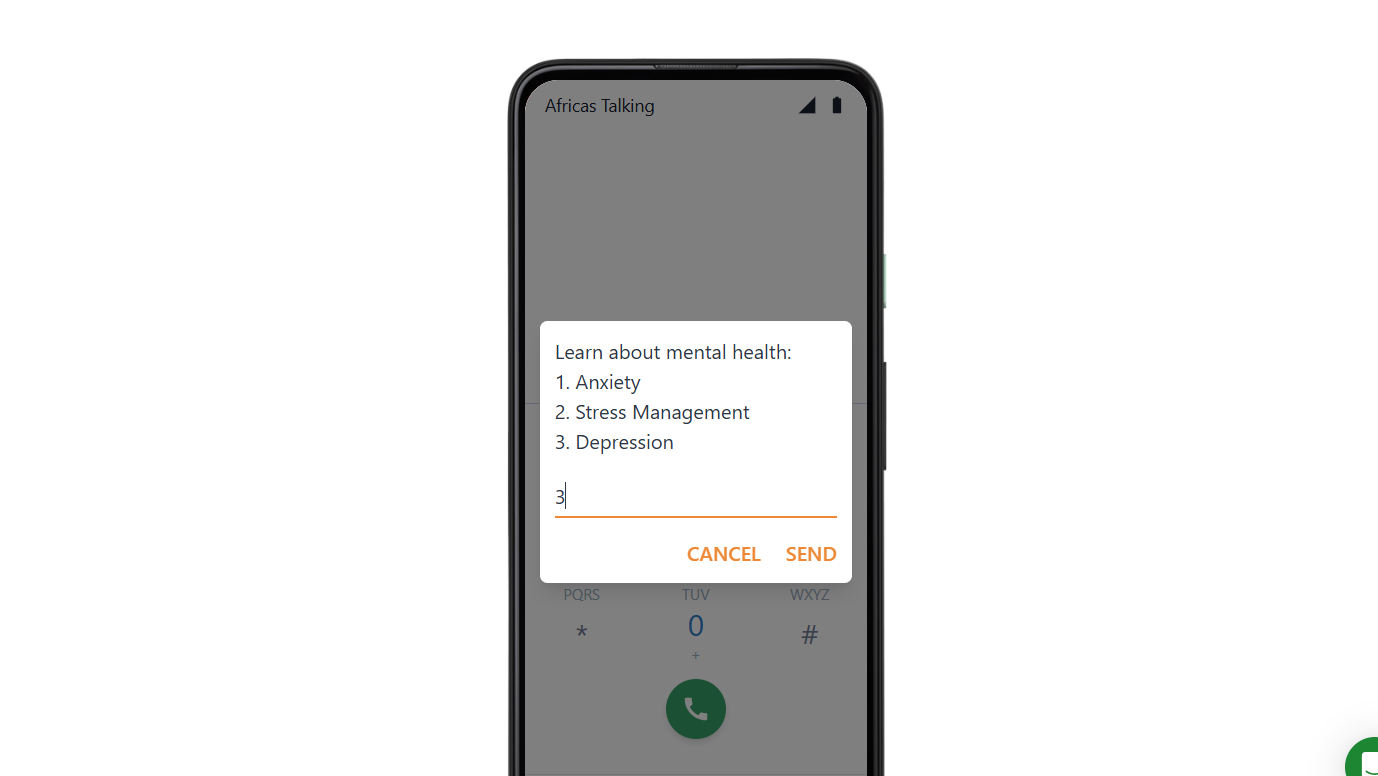 Africas Talking
Learn about mental health:
1. Anxiety
2. Stress Management
3. Depression
3
CANCEL SEND
PQRS TUV WXYZ
* 0 #
+